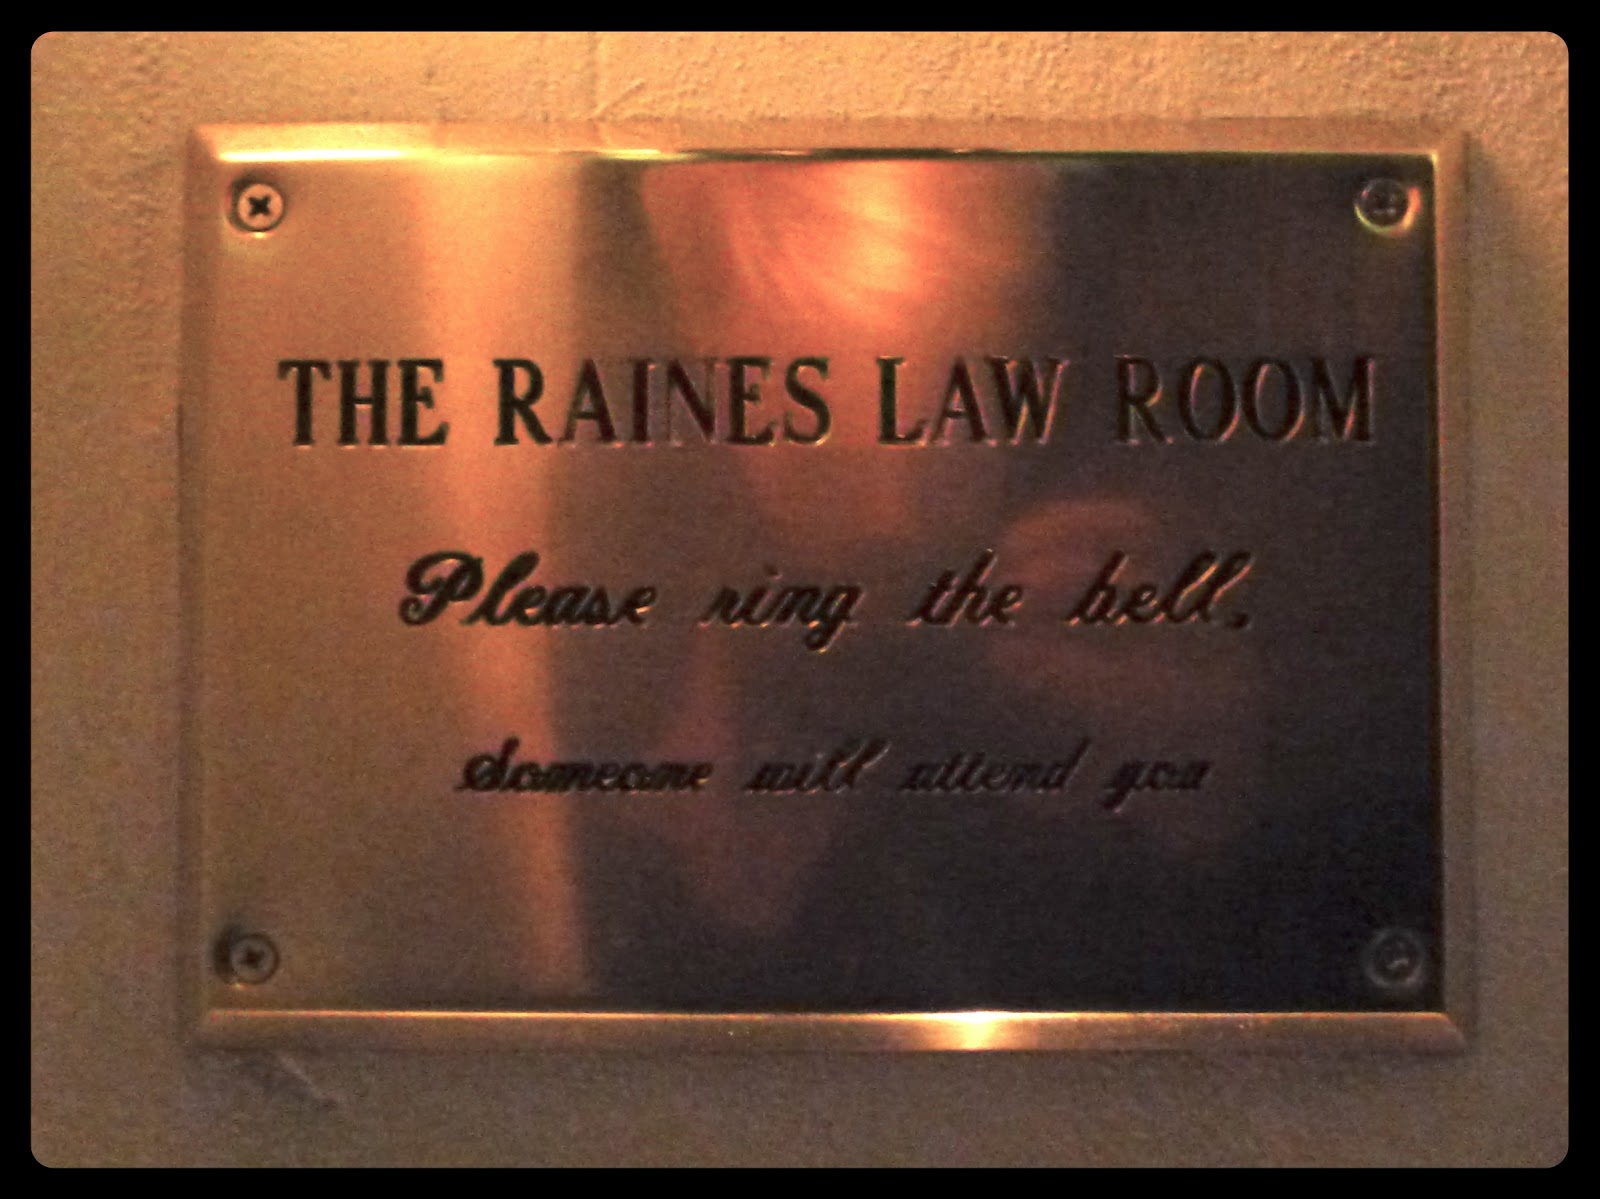 THE RAINES LAW ROOM
Please ring the bell.
Someone will attend you